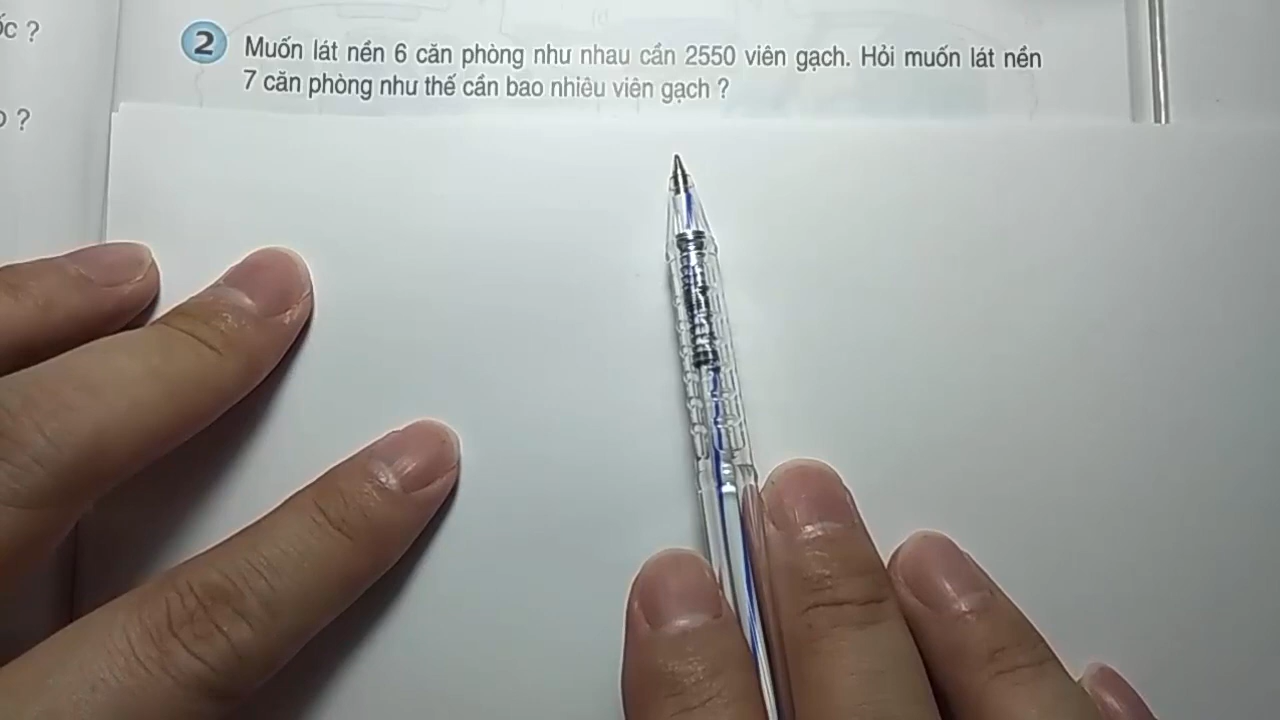 ốc ?
2 Muốn lát nền 6 căn phòng như nhau cần 2550 viên gạch. Hỏi muốn lát nền
7 căn phòng như thế cần bao nhiêu viên gạch ?
?